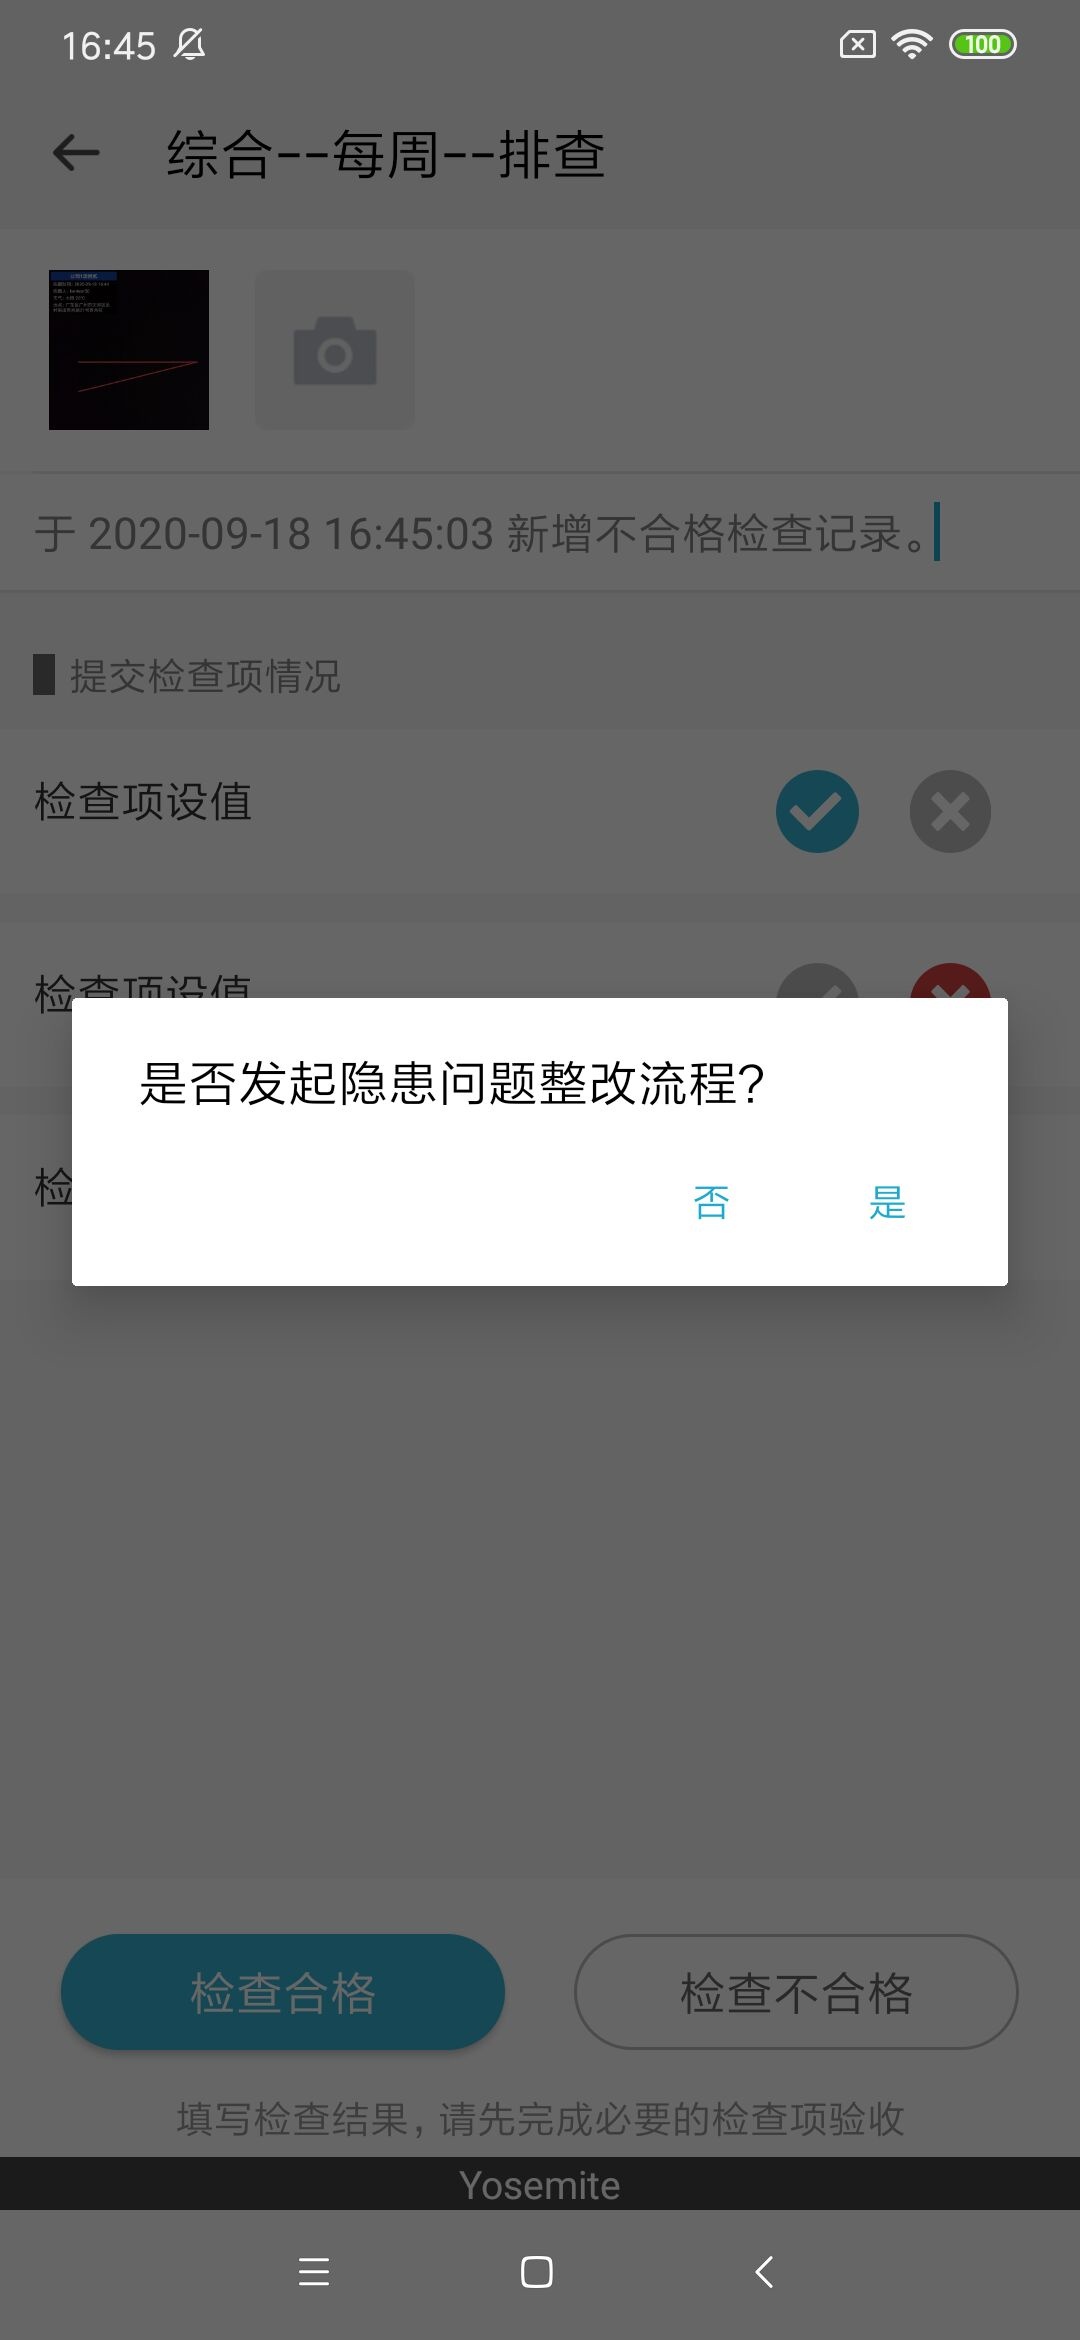 16:45
100
综合--每周--排查
于 2020-09-18 16:45:03 新增不合格检查记录。
提交检查项情况
检查项设值
检查项设值
检
是否发起隐患问题整改流程?
否 是
检查合格 检查不合格
填写检查结果，请先完成必要的检查项验收
Yosemite